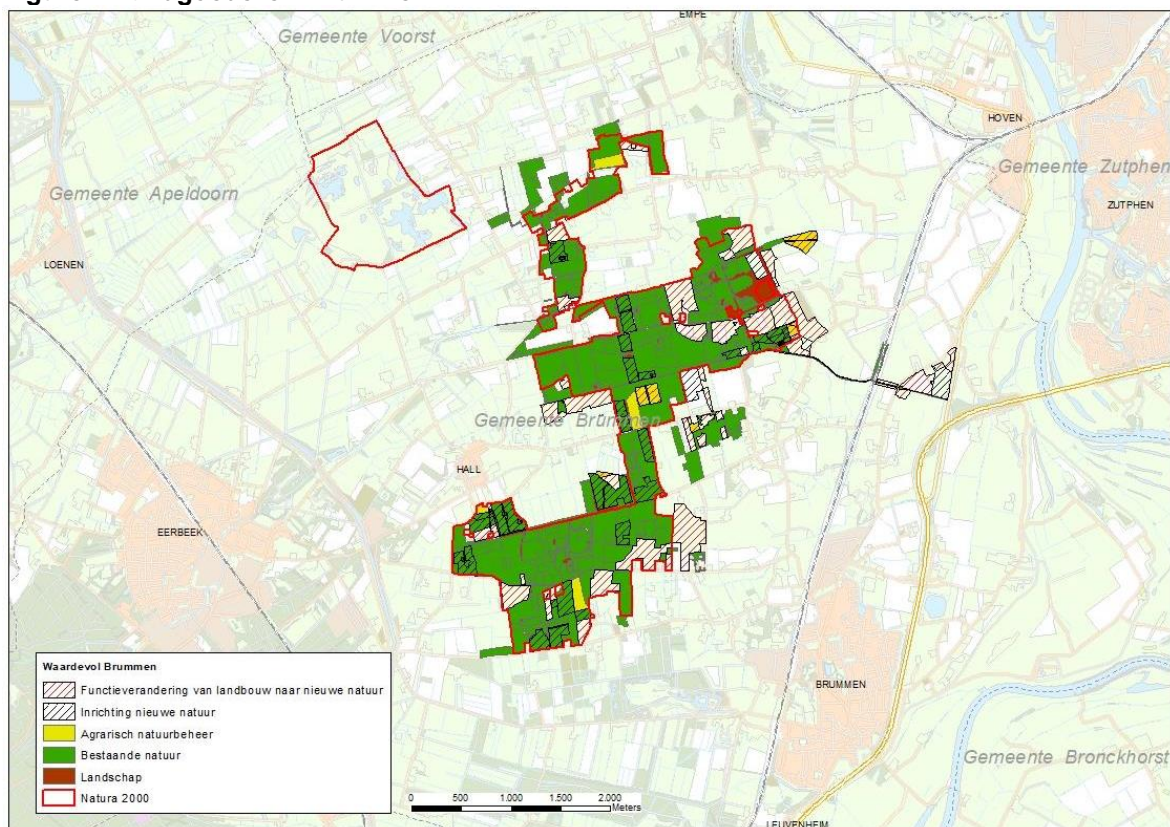 Gemeente Voorst
EMPE
HOVEN
Gemeente Zutphen
Gemeente Apeldoorn
ZUTPHEN
LOENEN
Gemeente Brummen
HALL
EERBEEK
BRUMMEN
Gemeente Bronckhorst
LEUVENHEIM
Waardevol Brummen
Functieverandering van landbouw naar nieuwe natuur
Inrichting nieuwe natuur
Agrarisch natuurbeheer
Bestaande natuur
Landschap
Natura 2000
0 500 1.000 1.500 2.000
Meters